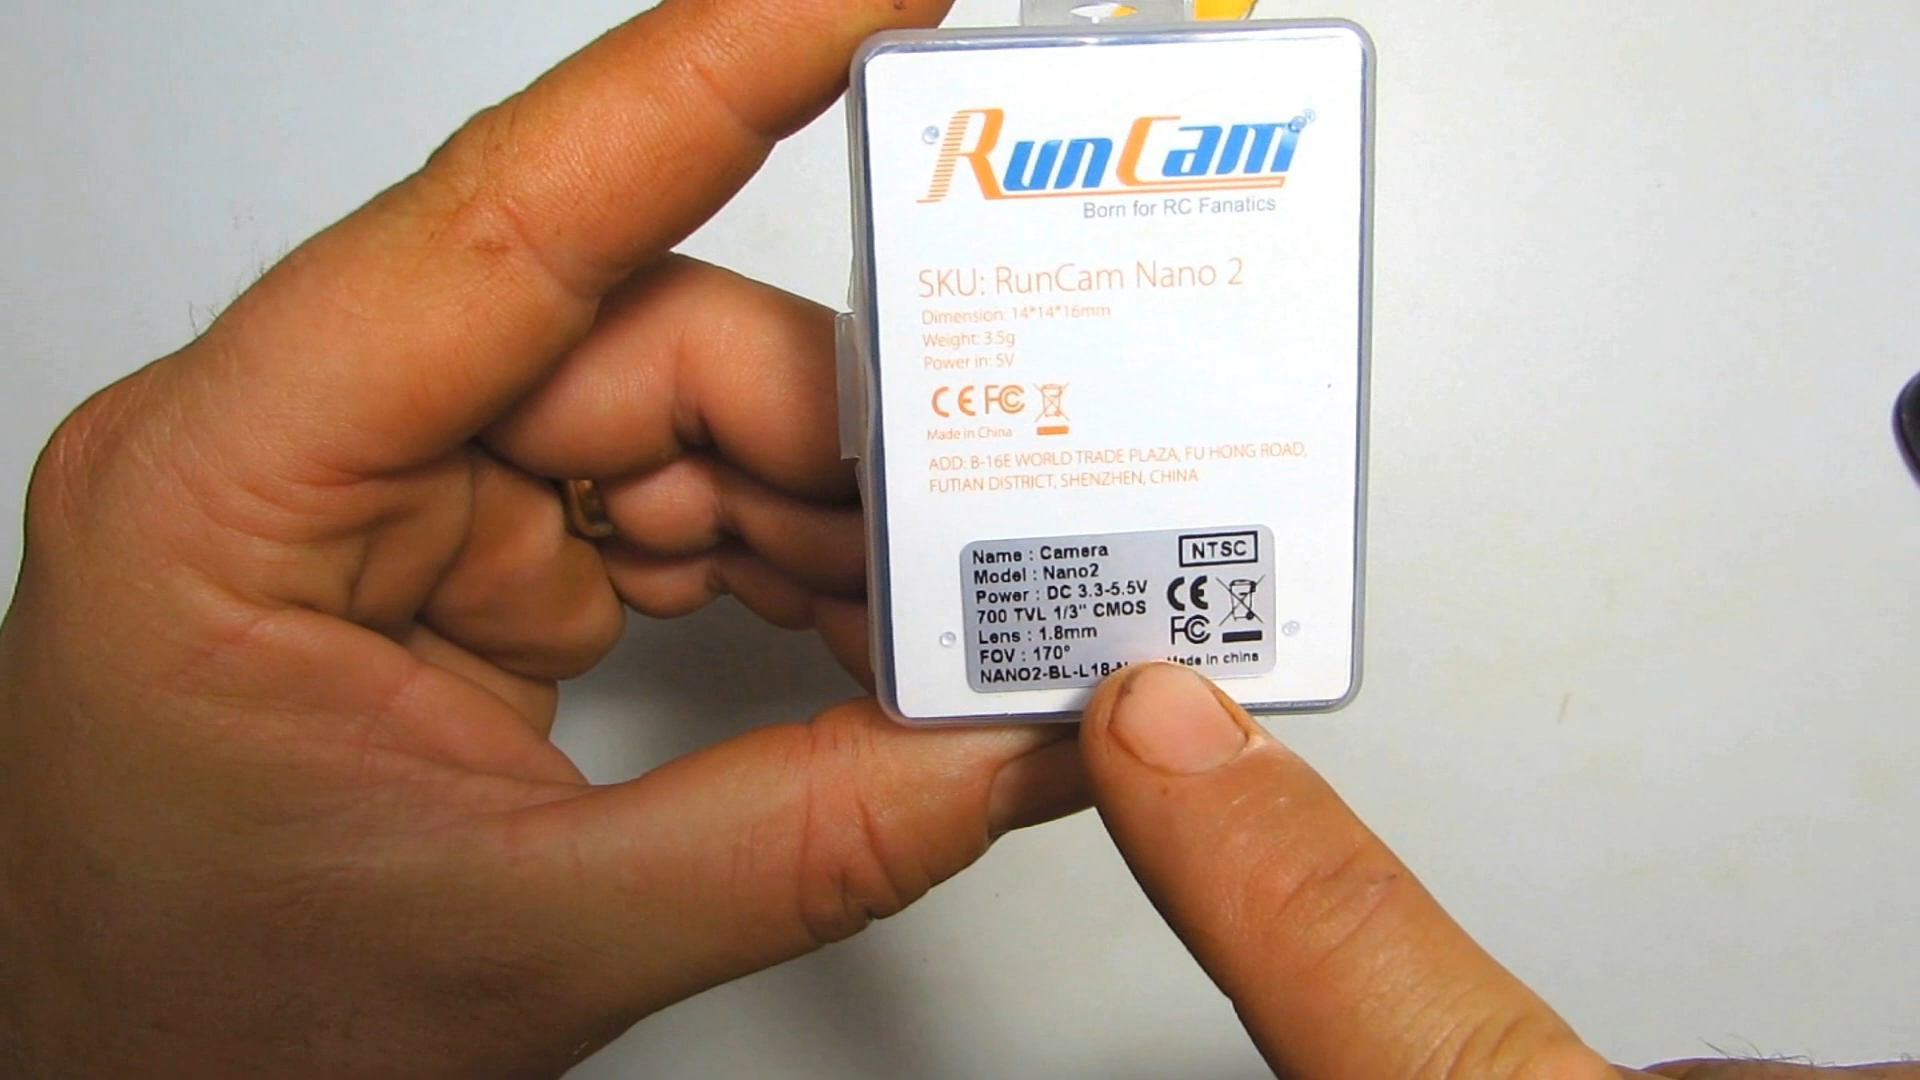 RunCam®
Born for RC Fanatics
SKU: RunCam Nano 2
Dimension: 14*14*16mm
Weight: 3.5g
Power in: 5V
CE FC
Made in China
ADD: B-16E WORLD TRADE PLAZA, FU HONG ROAD,
FUTIAN DISTRICT, SHENZHEN, CHINA
Name : Camera
NTSC
Model : Nano2
Power : DC 3.3-5.5V
CE
700 TVL 1/3" CMOS
FC
Lens : 1.8mm
FOV : 170°
Made in china
NANO2-BL-L18-